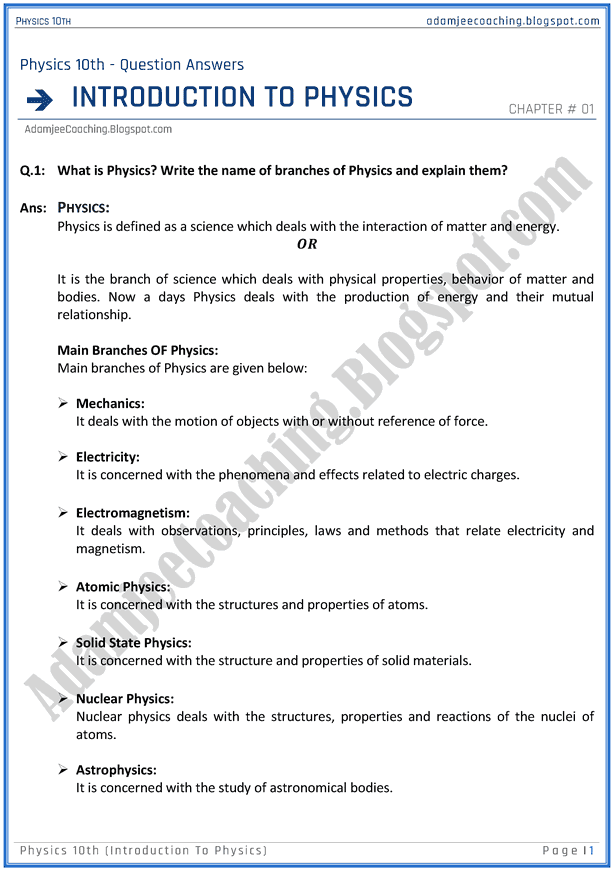 PHYSICS 10TH adamjeecoaching.blogspot.com
Physics 10th - Question Answers
INTRODUCTION TO PHYSICS CHAPTER # 01
AdamjeeCoaching.Blogspot.com
Q.1: What is Physics? Write the name of branches of Physics and explain them?
Ans: PHYSICS:
Physics is defined as a science which deals with the interaction of matter and energy.
OR
It is the branch of science which deals with physical properties, behavior of matter and
bodies. Now a days Physics deals with the production of energy and their mutual
relationship.
Main Branches OF Physics:
Main branches of Physics are given below:
➢ Mechanics:
It deals with the motion of objects with or without reference of force.
➢ Electricity:
It is concerned with the phenomena and effects related to electric charges.
➢ Electromagnetism:
It deals with observations, principles, laws and methods that relate electricity and
magnetism.
➢ Atomic Physics:
It is concerned with the structures and properties of atoms.
➢ Solid State Physics:
It is concerned with the structure and properties of solid materials.
➢ Nuclear Physics:
Nuclear physics deals with the structures, properties and reactions of the nuclei of
atoms.
➢ Astrophysics:
It is concerned with the study of astronomical bodies.
AdamjeeCoaching.Blogspot.com
Physics 10th (Introduction To Physics) Page | 1